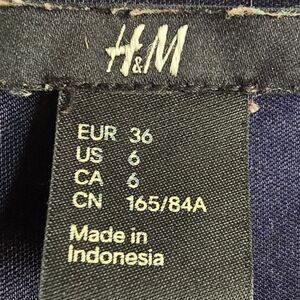 H&M
EUR 36
US 6
CA 6
CN 165/84A
Made in
Indonesia